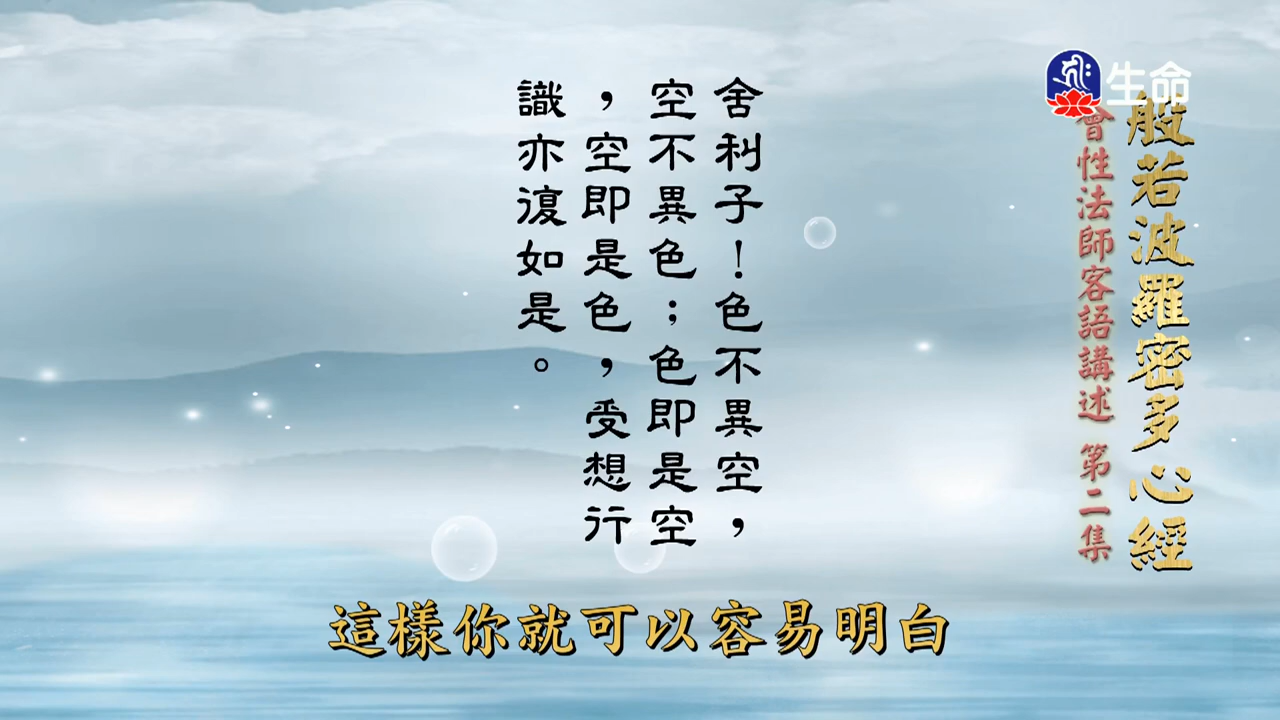 生命
般若波羅密多心經
會性法師客語講述 第二集
舍利子！色不異空，
空不異色；色即是空
，空即是色，受想行
識亦復如是。
這樣你就可以容易明白